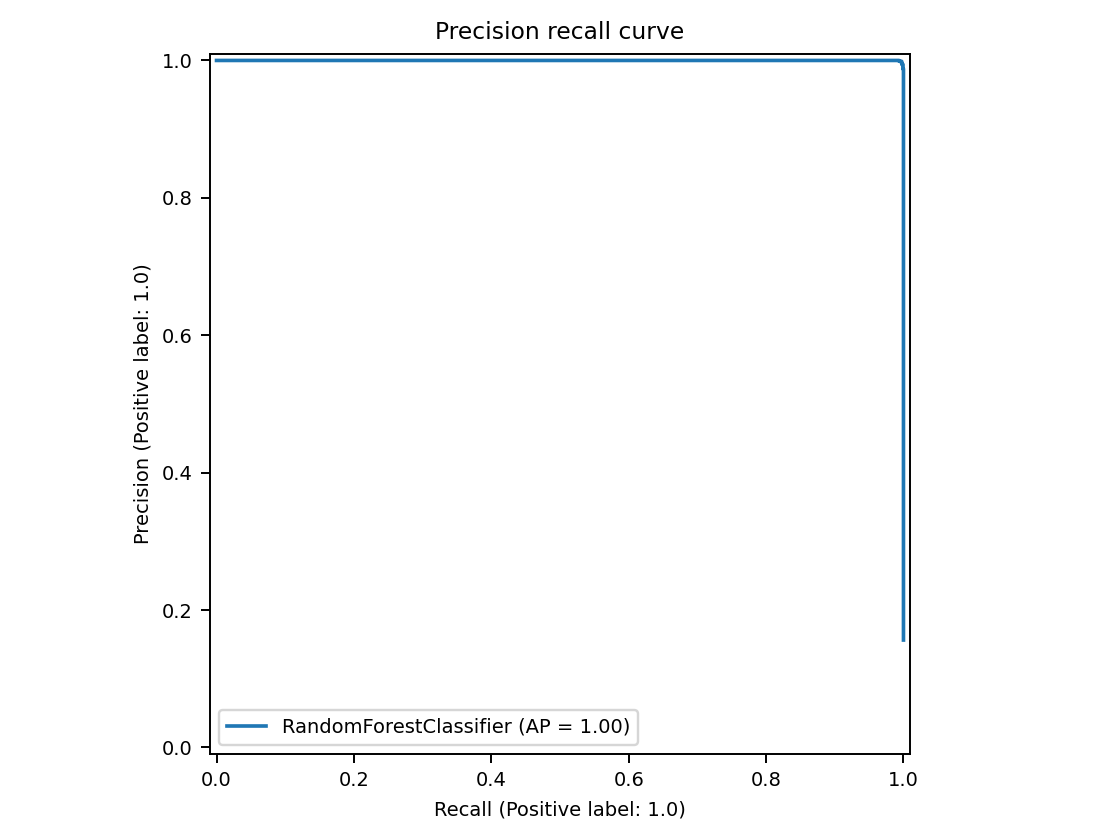 Precision recall curve
1.0
0.8
0.6
0.4
0.2
0.0
Precision (Positive label: 1.0)
RandomForestClassifier (AP = 1.00)
0.0 0.2 0.4 0.6 0.8 1.0
Recall (Positive label: 1.0)